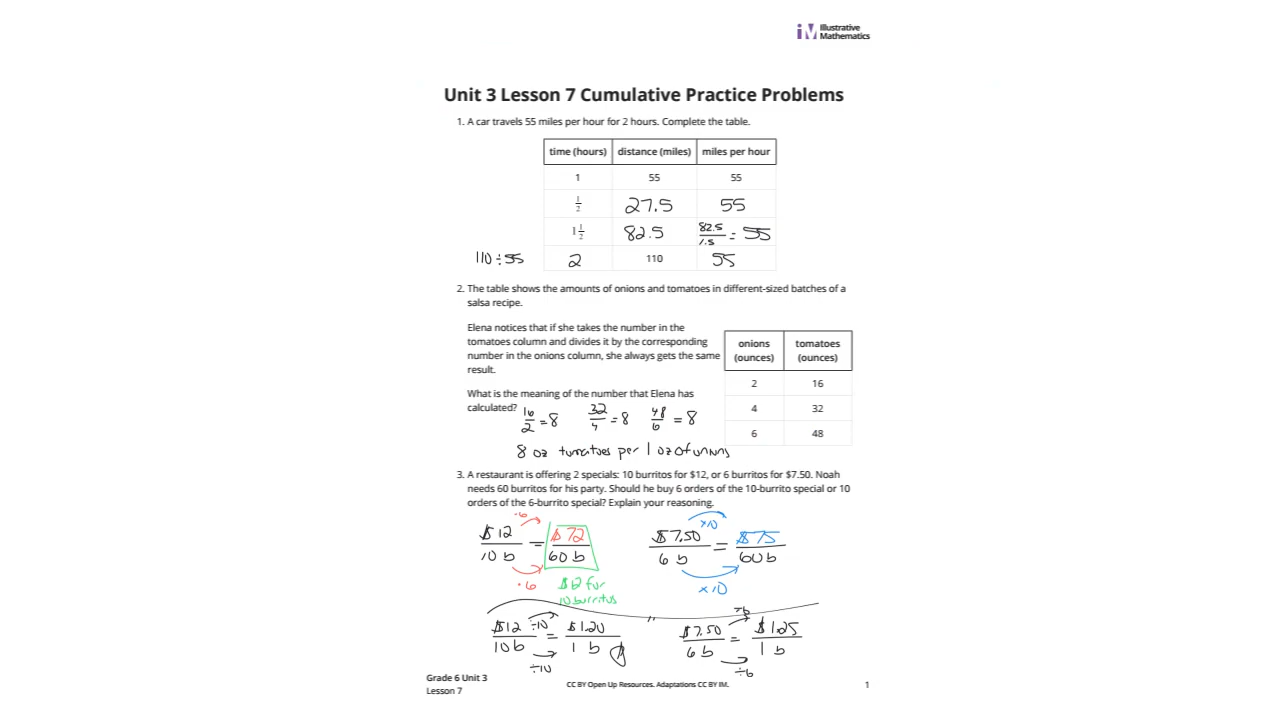 Illustrative
Mathematics
Unit 3 Lesson 7 Cumulative Practice Problems
1. A car travels 55 miles per hour for 2 hours. Complete the table.
time (hours) distance (miles) miles per hour
1 55 55
1/2 27.5 55
1 1/2 82.5 82.5/1.5 = 55
110 ÷ 55 2 110 55
2. The table shows the amounts of onions and tomatoes in different-sized batches of a
salsa recipe.
Elena notices that if she takes the number in the
tomatoes column and divides it by the corresponding
number in the onions column, she always gets the same
result.
What is the meaning of the number that Elena has
calculated?
16/2 = 8 32/4 = 8 48/6 = 8
8 oz tomatoes per 1 oz of onions
onions tomatoes
(ounces) (ounces)
2 16
4 32
6 48
3. A restaurant is offering 2 specials: 10 burritos for $12, or 6 burritos for $7.50. Noah
needs 60 burritos for his party. Should he buy 6 orders of the 10-burrito special or 10
orders of the 6-burrito special? Explain your reasoning.
·6 ×10
$12/10 b = $72/60 b $7.50/6 b = $75/60 b
·6 ×10
$12 for
10 burritos
÷10 ÷6
$12/10b = $1.20/1 b $7.50/6 b = $1.25/1 b
÷10 ÷6
Grade 6 Unit 3
Lesson 7
CC BY Open Up Resources. Adaptations CC BY IM.
1